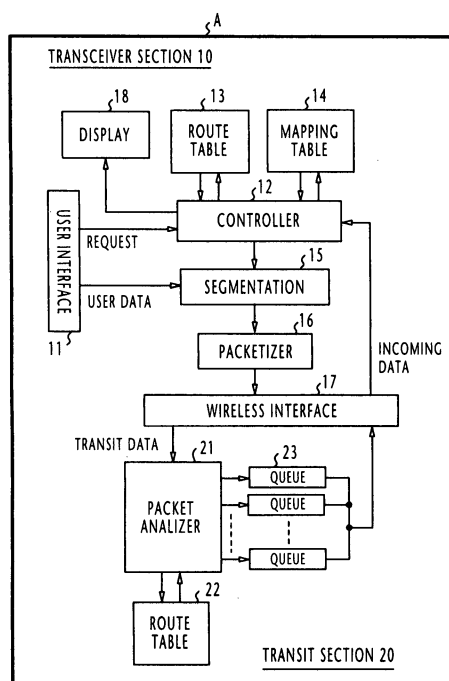 A
TRANSCEIVER SECTION 10
18
13
14
DISPLAY
ROUTE
TABLE
MAPPING
TABLE
12
CONTROLLER
USER INTERFACE
REQUEST
15
SEGMENTATION
USER DATA
11
16
PACKETIZER
INCOMING
DATA
17
WIRELESS INTERFACE
TRANSIT DATA
21
23
PACKET
ANALIZER
QUEUE
QUEUE
QUEUE
22
ROUTE
TABLE
TRANSIT SECTION 20